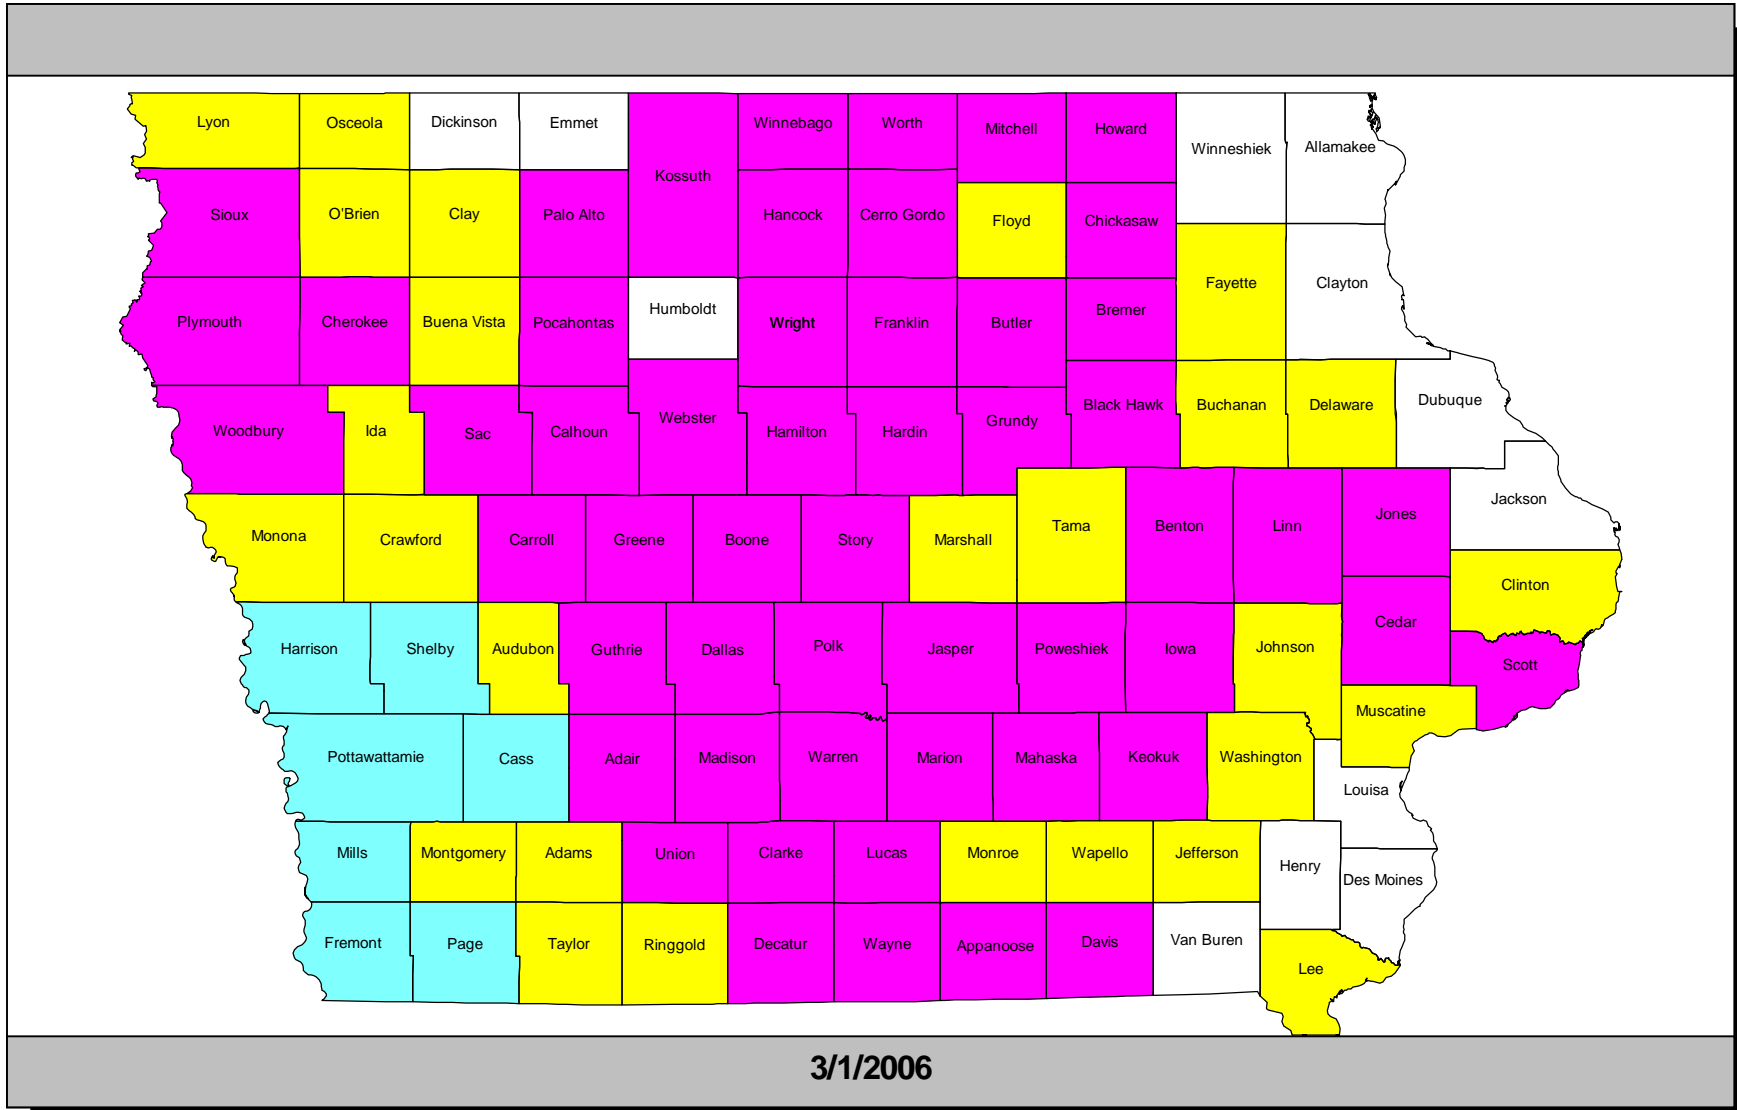 Lyon
Osceola
Dickinson
Emmet
Kossuth
Winnebago
Worth
Mitchell
Howard
Winneshiek
Allamakee
Sioux
O'Brien
Clay
Palo Alto
Hancock
Cerro Gordo
Floyd
Chickasaw
Fayette
Clayton
Plymouth
Cherokee
Buena Vista
Pocahontas
Humboldt
Wright
Franklin
Butler
Bremer
Woodbury
Ida
Sac
Calhoun
Webster
Hamilton
Hardin
Grundy
Black Hawk
Buchanan
Delaware
Dubuque
Monona
Crawford
Carroll
Greene
Boone
Story
Marshall
Tama
Benton
Linn
Jones
Jackson
Clinton
Harrison
Shelby
Audubon
Guthrie
Dallas
Polk
Jasper
Poweshiek
Iowa
Johnson
Cedar
Scott
Muscatine
Pottawattamie
Cass
Adair
Madison
Warren
Marion
Mahaska
Keokuk
Washington
Louisa
Mills
Montgomery
Adams
Union
Clarke
Lucas
Monroe
Wapello
Jefferson
Henry
Des Moines
Fremont
Page
Taylor
Ringgold
Decatur
Wayne
Appanoose
Davis
Van Buren
Lee
3/1/2006